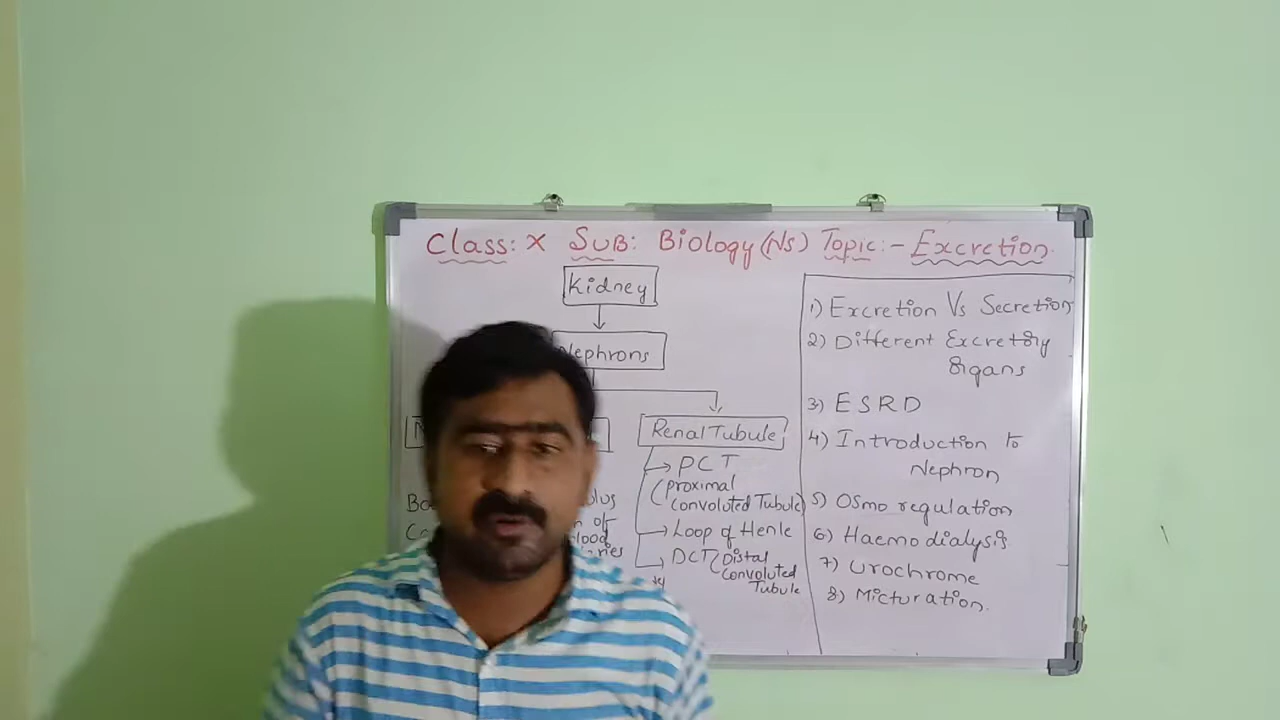 Class: X Sub: Biology (NS) Topic:- Excretion.
Kidney
Nephrons
Renal Tubule
PCT
(proximal
convoluted Tubule)
Loop of Henle
DCT (Distal
convoluted
Tubule
1) Excretion Vs Secretion
2) Different Excretory
organs
3) ESRD
4) Introduction to
Nephron
5) Osmo regulation
6) Haemodialysis
7) Urochrome
8) Micturation.